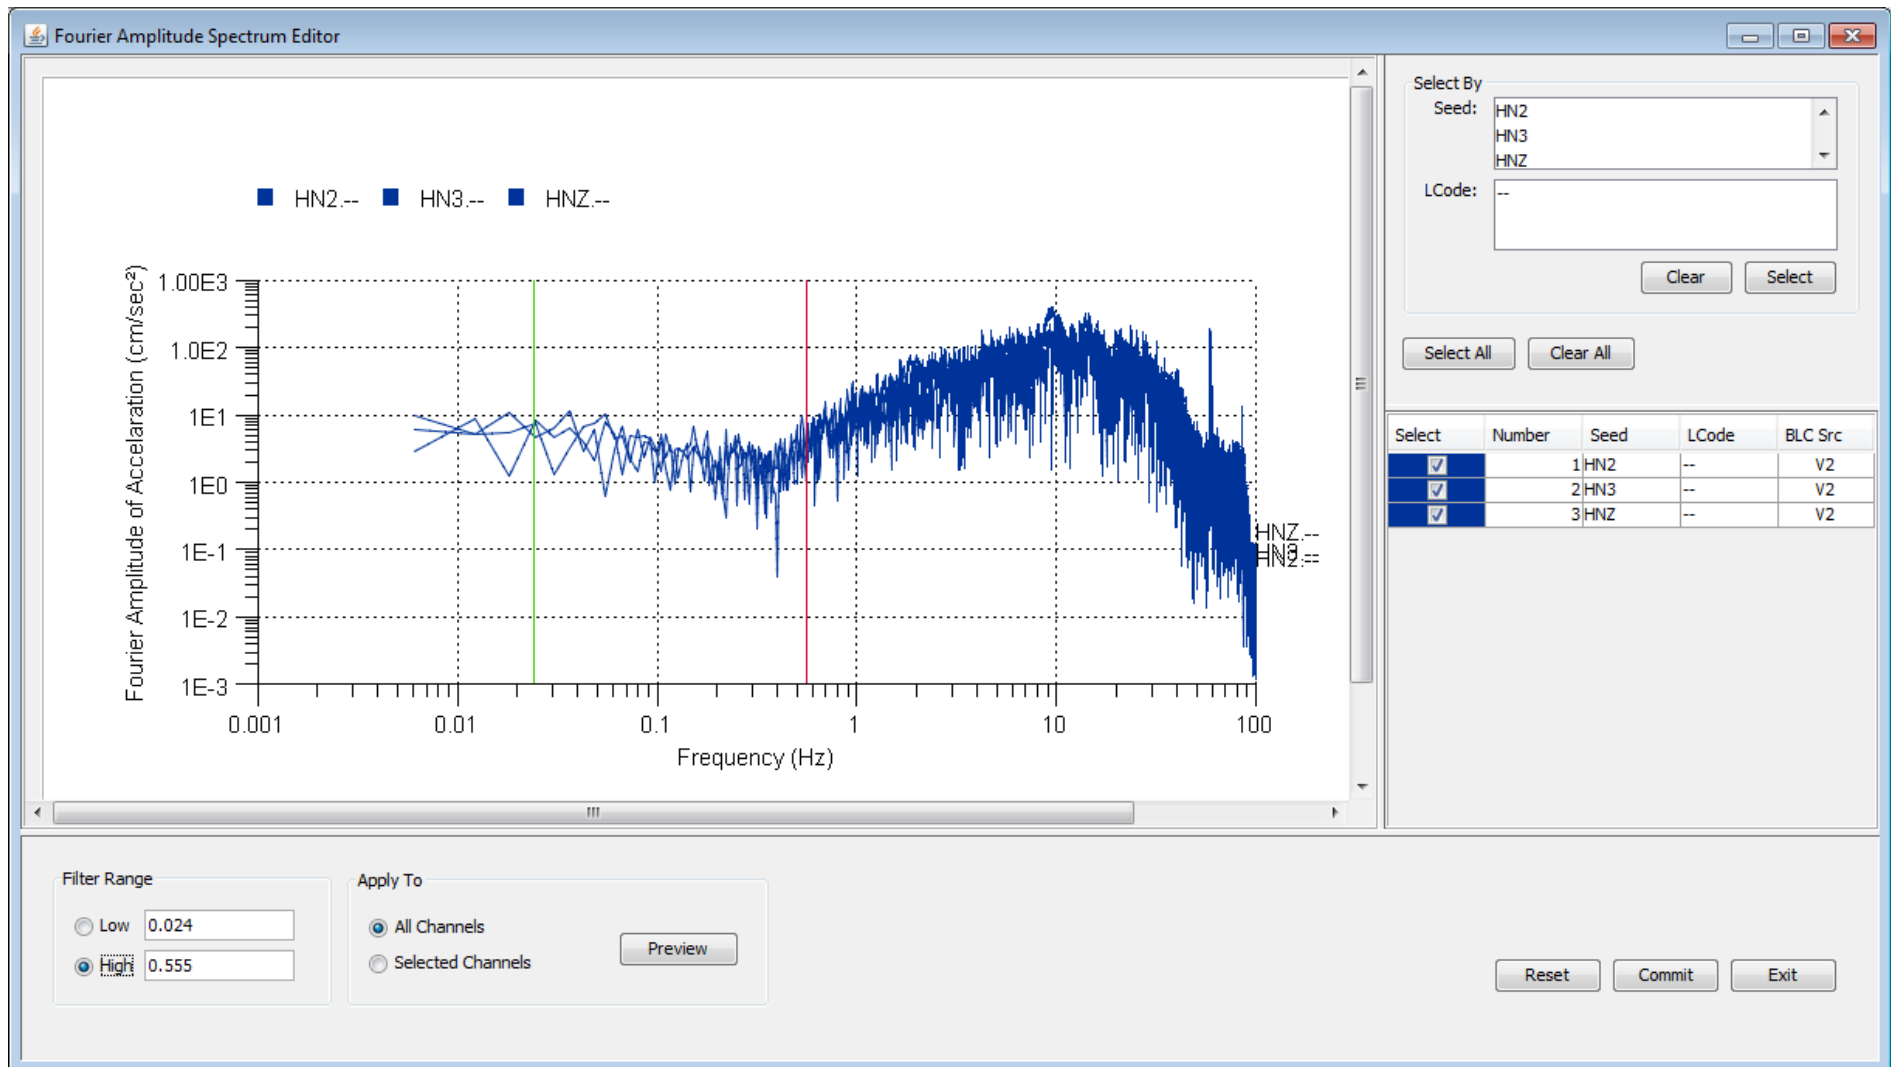 Fourier Amplitude Spectrum Editor
HN2.-- HN3.-- HNZ.--
Fourier Amplitude of Accelaration (cm/sec²)
1.00E3
1.0E2
1E1
1E0
1E-1
1E-2
1E-3
0.001 0.01 0.1 1 10 100
Frequency (Hz)
HNZ.--
HN3.--
HN2.--
Select By
Seed: HN2
HN3
HNZ
LCode: --
Clear Select
Select All Clear All
Select Number Seed LCode BLC Src
1 HN2 -- V2
2 HN3 -- V2
3 HNZ -- V2
Filter Range
Low 0.024
High 0.555
Apply To
All Channels
Selected Channels
Preview
Reset Commit Exit